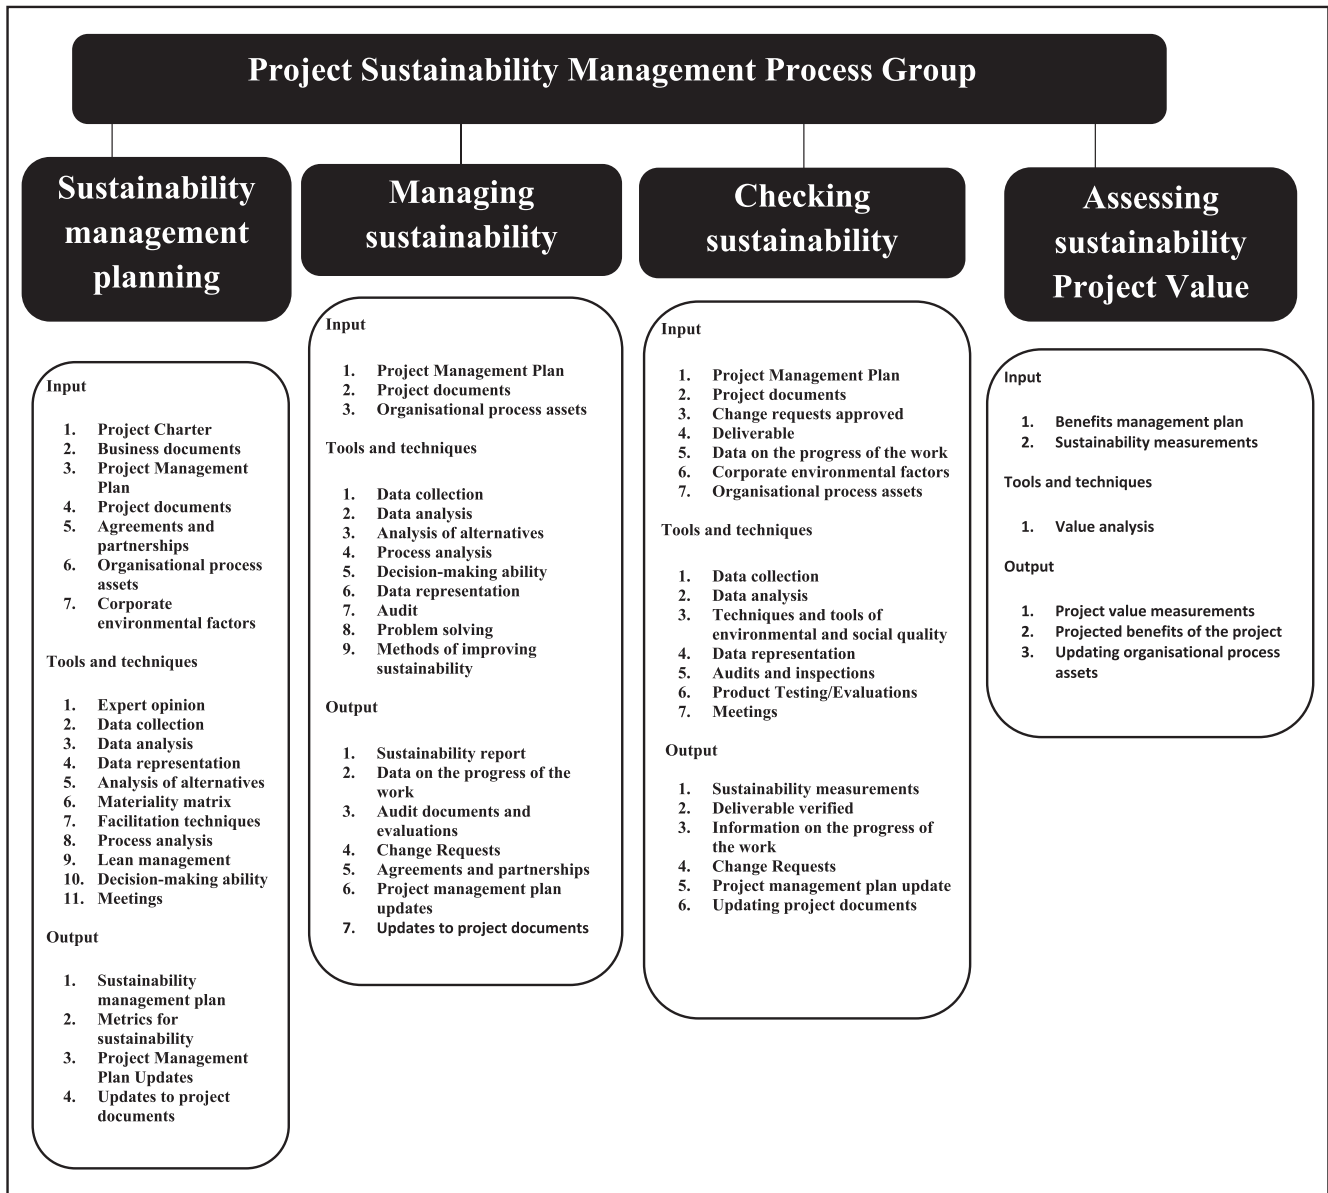 Project Sustainability Management Process Group
Sustainability
management
planning
Input
1. Project Charter
2. Business documents
3. Project Management
Plan
4. Project documents
5. Agreements and
partnerships
6. Organisational process
assets
7. Corporate
environmental factors
Tools and techniques
1. Expert opinion
2. Data collection
3. Data analysis
4. Data representation
5. Analysis of alternatives
6. Materiality matrix
7. Facilitation techniques
8. Process analysis
9. Lean management
10. Decision-making ability
11. Meetings
Output
1. Sustainability
management plan
2. Metrics for
sustainability
3. Project Management
Plan Updates
4. Updates to project
documents
Managing
sustainability
Input
1. Project Management Plan
2. Project documents
3. Organisational process assets
Tools and techniques
1. Data collection
2. Data analysis
3. Analysis of alternatives
4. Process analysis
5. Decision-making ability
6. Data representation
7. Audit
8. Problem solving
9. Methods of improving
sustainability
Output
1. Sustainability report
2. Data on the progress of the
work
3. Audit documents and
evaluations
4. Change Requests
5. Agreements and partnerships
6. Project management plan
updates
7. Updates to project documents
Checking
sustainability
Input
1. Project Management Plan
2. Project documents
3. Change requests approved
4. Deliverable
5. Data on the progress of the work
6. Corporate environmental factors
7. Organisational process assets
Tools and techniques
1. Data collection
2. Data analysis
3. Techniques and tools of
environmental and social quality
4. Data representation
5. Audits and inspections
6. Product Testing/Evaluations
7. Meetings
Output
1. Sustainability measurements
2. Deliverable verified
3. Information on the progress of
the work
4. Change Requests
5. Project management plan update
6. Updating project documents
Assessing
sustainability
Project Value
Input
1. Benefits management plan
2. Sustainability measurements
Tools and techniques
1. Value analysis
Output
1. Project value measurements
2. Projected benefits of the project
3. Updating organisational process
assets